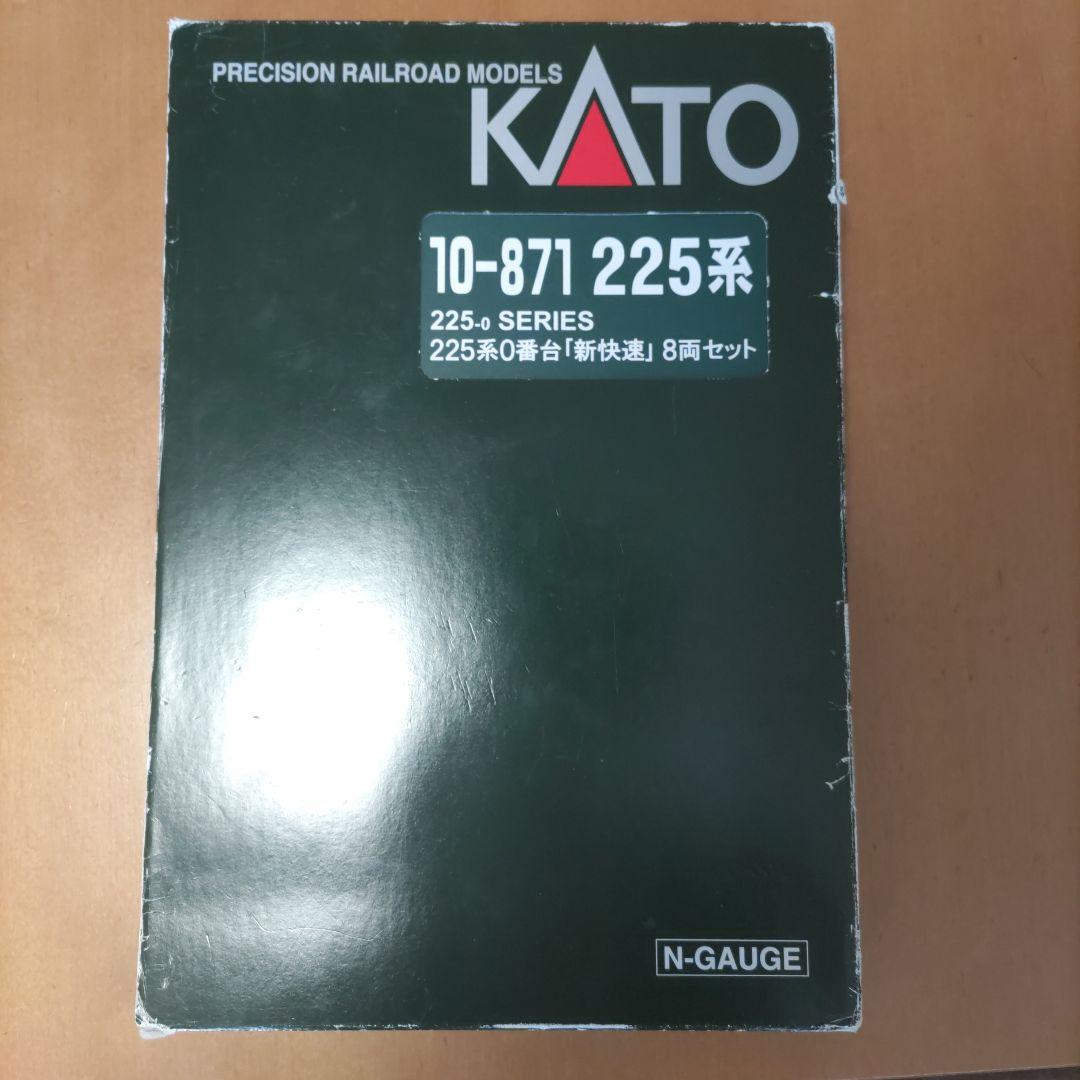 PRECISION RAILROAD MODELS
KATO
10-871 225系
225-0 SERIES
225系0番台「新快速」8両セット
N-GAUGE